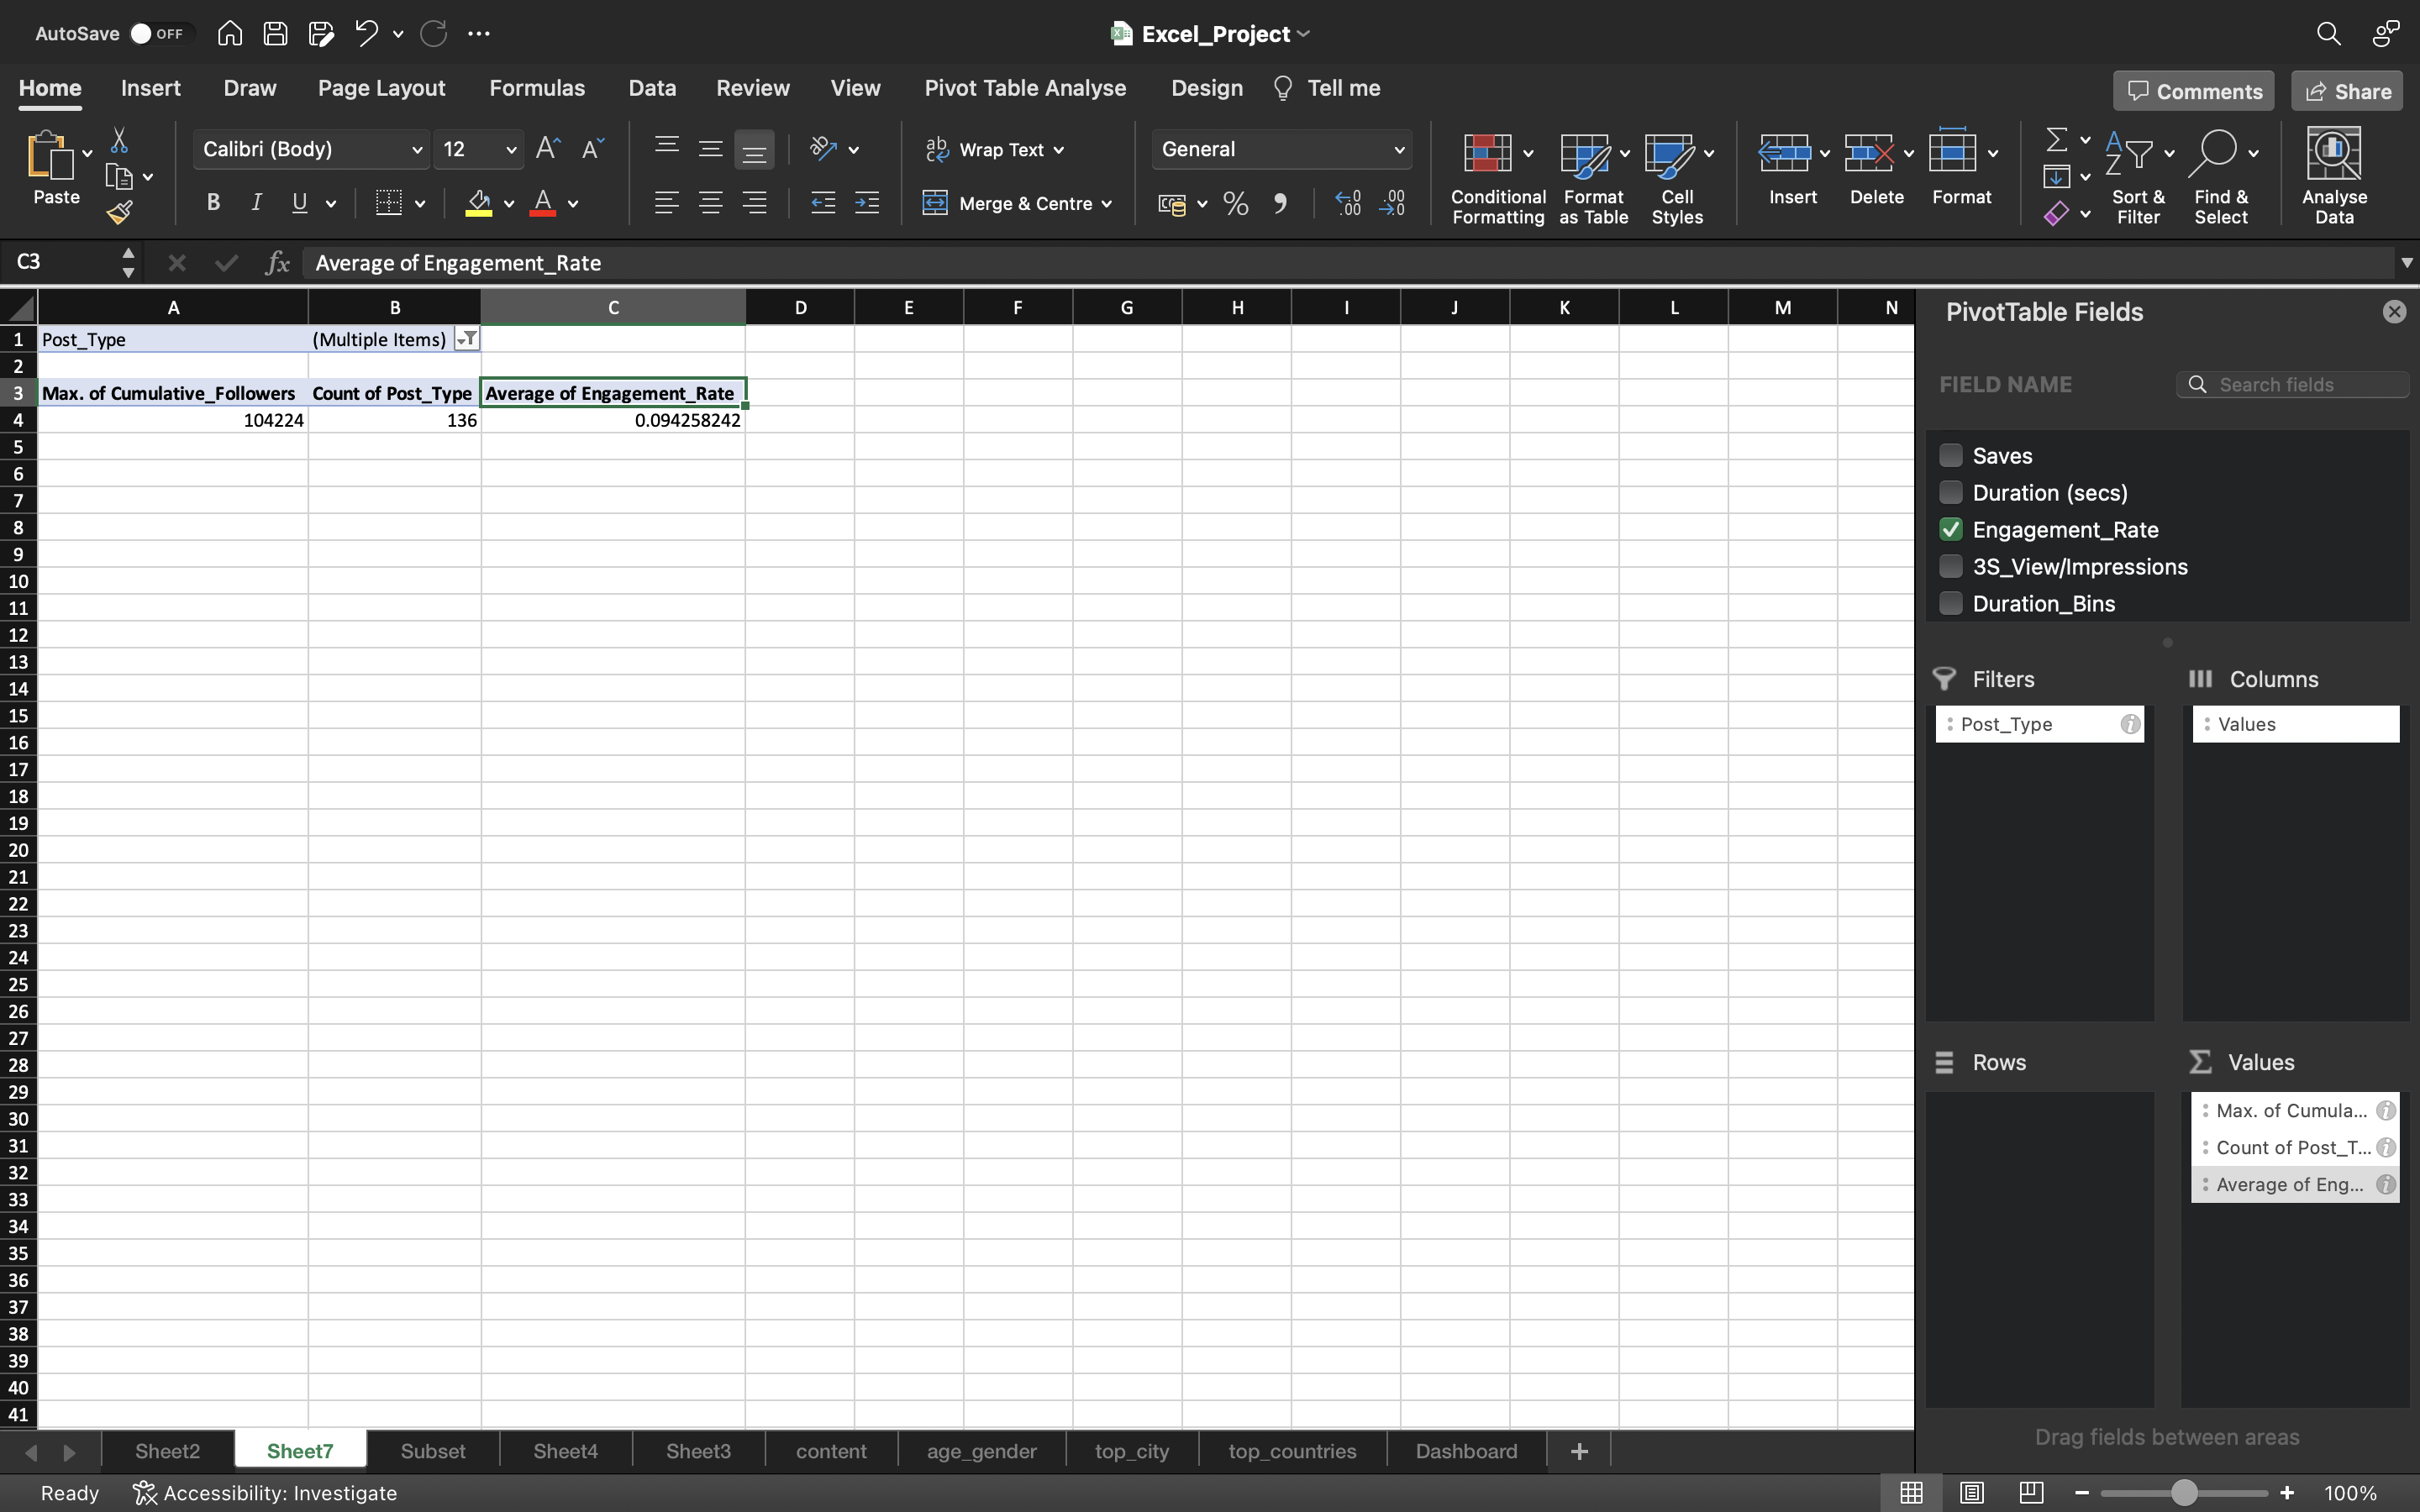 AutoSave OFF Excel_Project
Home Insert Draw Page Layout Formulas Data Review View Pivot Table Analyse Design Tell me Comments Share
Paste
Calibri (Body) 12
B I U
Wrap Text
Merge & Centre
General
Conditional Formatting
Format as Table
Cell Styles
Insert Delete Format
Sort & Filter
Find & Select
Analyse Data
C3 fx Average of Engagement_Rate
A B C D E F G H I J K L M N
1 Post_Type (Multiple Items)
2
3 Max. of Cumulative_Followers Count of Post_Type Average of Engagement_Rate
4 104224 136 0.094258242
5
6
7
8
9
10
11
12
13
14
15
16
17
18
19
20
21
22
23
24
25
26
27
28
29
30
31
32
33
34
35
36
37
38
39
40
41
PivotTable Fields
FIELD NAME Search fields
Saves
Duration (secs)
Engagement_Rate
3S_View/Impressions
Duration_Bins
Filters Columns
Post_Type Values
Rows Values
Max. of Cumula...
Count of Post_T...
Average of Eng...
Drag fields between areas
Sheet2 Sheet7 Subset Sheet4 Sheet3 content age_gender top_city top_countries Dashboard +
Ready Accessibility: Investigate 100%